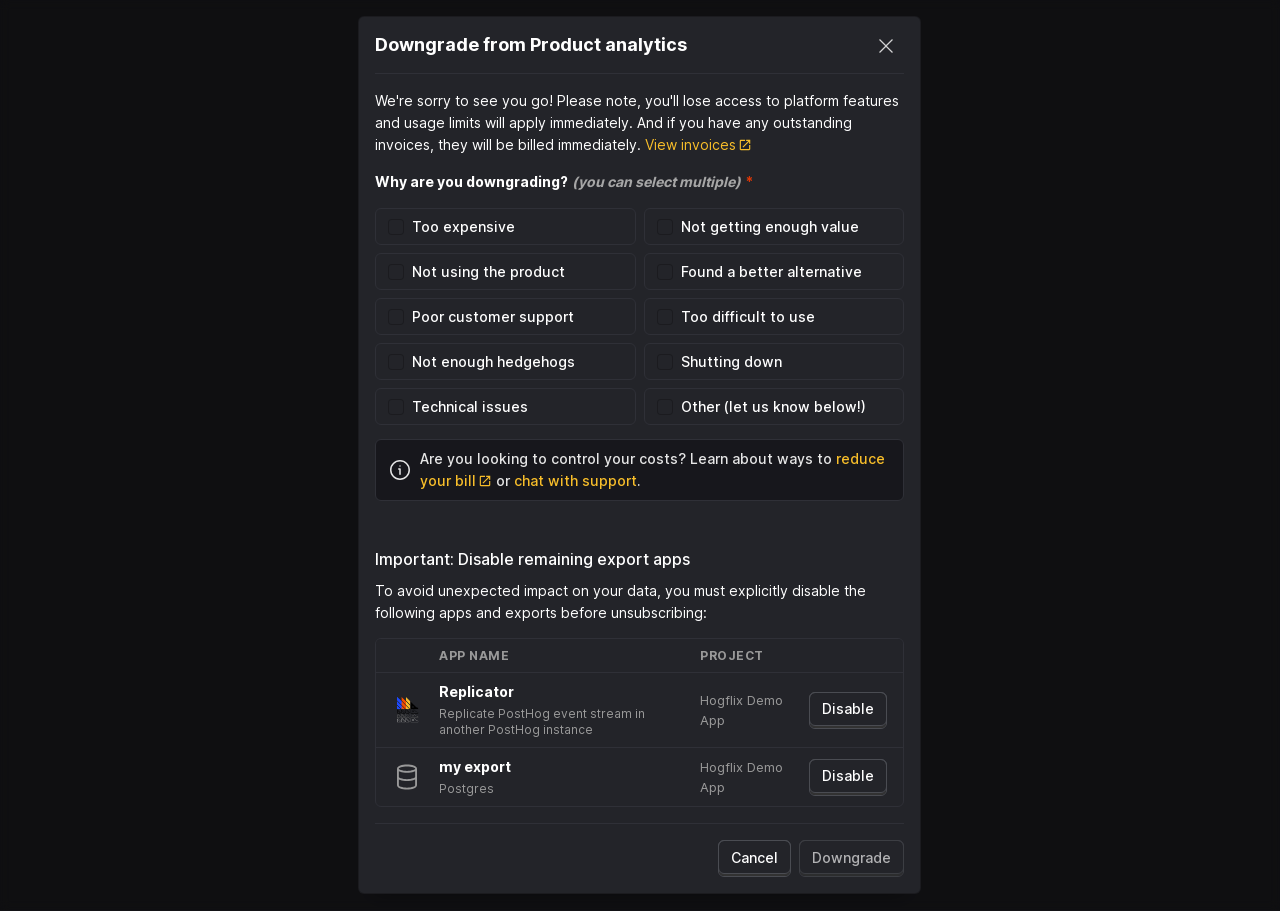 Downgrade from Product analytics
We're sorry to see you go! Please note, you'll lose access to platform features
and usage limits will apply immediately. And if you have any outstanding
invoices, they will be billed immediately. View invoices
Why are you downgrading? (you can select multiple) *
Too expensive
Not getting enough value
Not using the product
Found a better alternative
Poor customer support
Too difficult to use
Not enough hedgehogs
Shutting down
Technical issues
Other (let us know below!)
Are you looking to control your costs? Learn about ways to reduce
your bill or chat with support.
Important: Disable remaining export apps
To avoid unexpected impact on your data, you must explicitly disable the
following apps and exports before unsubscribing:
APP NAME PROJECT
Replicator
Replicate PostHog event stream in
another PostHog instance
Hogflix Demo
App
Disable
my export
Postgres
Hogflix Demo
App
Disable
Cancel Downgrade